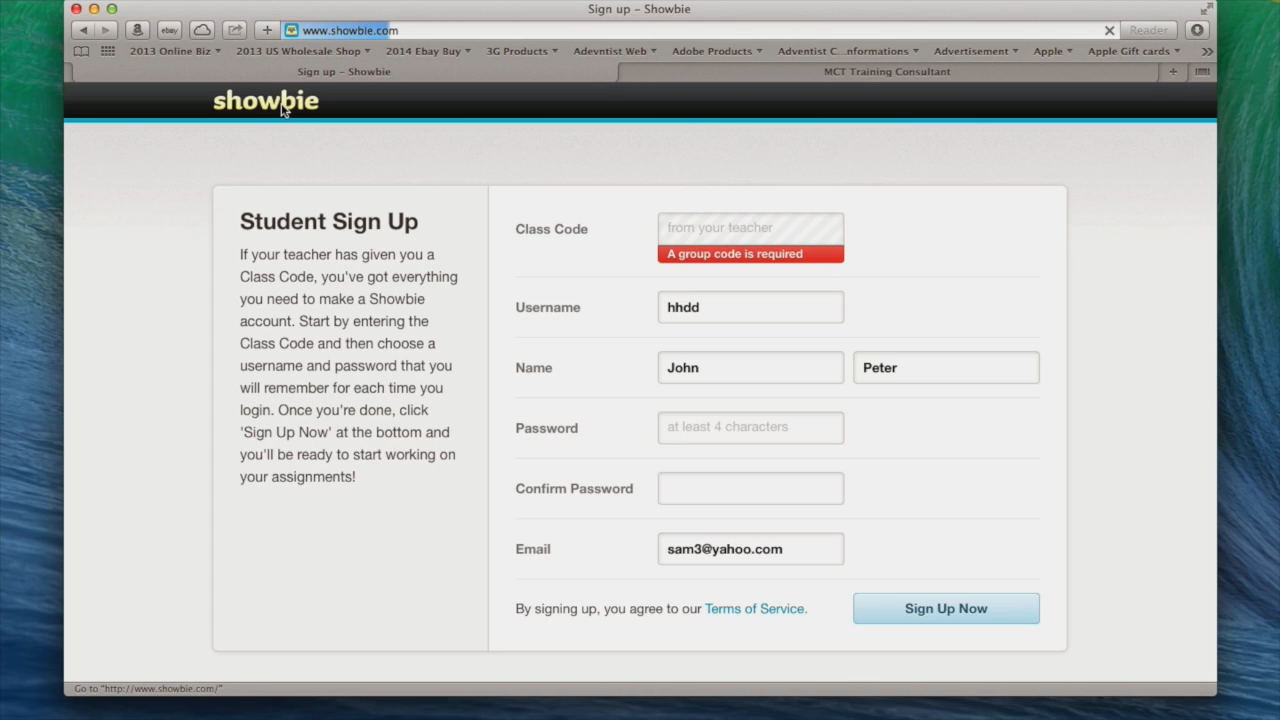 Sign up – Showbie
www.showbie.com
Reader
2013 Online Biz 2013 US Wholesale Shop 2014 Ebay Buy 3G Products Adevntist Web Adobe Products Adventist C...nformations Advertisement Apple Apple Gift cards
Sign up – Showbie
MCT Training Consultant
showbie
Student Sign Up
If your teacher has given you a
Class Code, you've got everything
you need to make a Showbie
account. Start by entering the
Class Code and then choose a
username and password that you
will remember for each time you
login. Once you're done, click
'Sign Up Now' at the bottom and
you'll be ready to start working on
your assignments!
Class Code from your teacher
A group code is required
Username hhdd
Name John Peter
Password at least 4 characters
Confirm Password
Email sam3@yahoo.com
By signing up, you agree to our Terms of Service. Sign Up Now
Go to "http://www.showbie.com/"